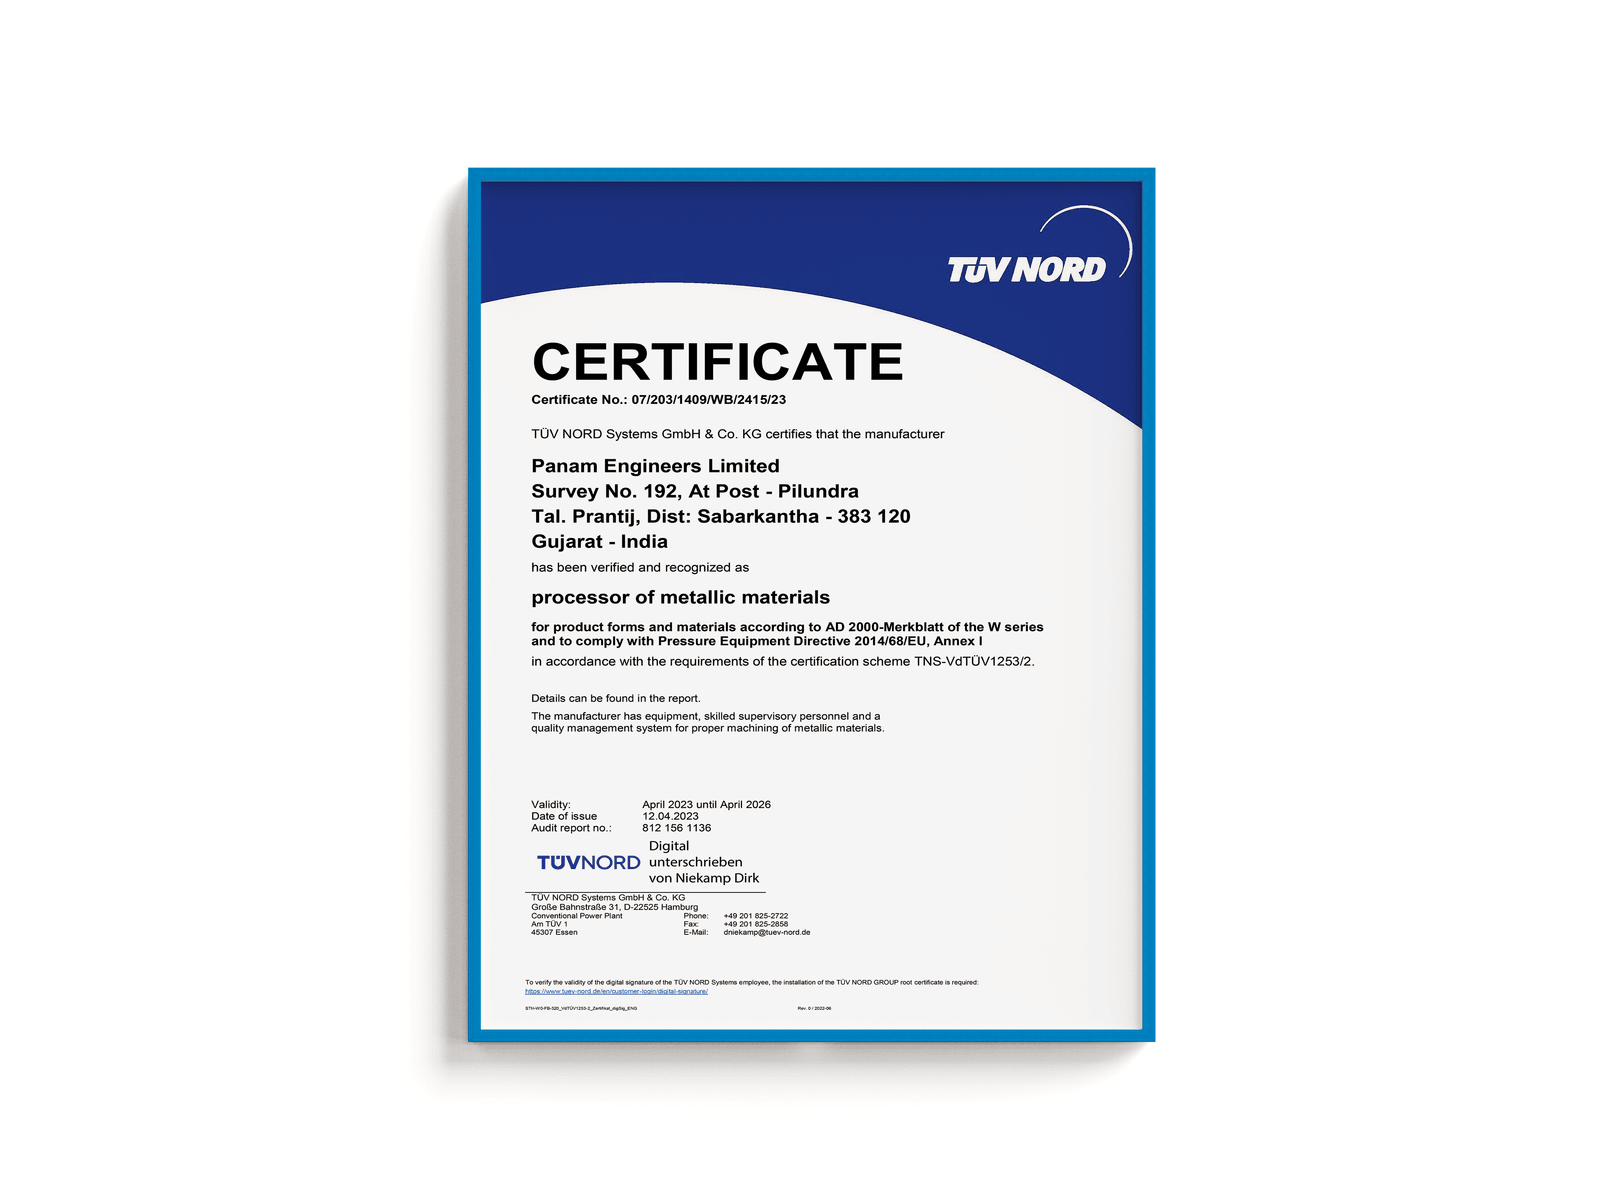 TÜV NORD
CERTIFICATE
Certificate No.: 07/203/1409/WB/2415/23
TÜV NORD Systems GmbH & Co. KG certifies that the manufacturer
Panam Engineers Limited
Survey No. 192, At Post - Pilundra
Tal. Prantij, Dist: Sabarkantha - 383 120
Gujarat - India
has been verified and recognized as
processor of metallic materials
for product forms and materials according to AD 2000-Merkblatt of the W series
and to comply with Pressure Equipment Directive 2014/68/EU, Annex I
in accordance with the requirements of the certification scheme TNS-VdTÜV1253/2.
Details can be found in the report.
The manufacturer has equipment, skilled supervisory personnel and a
quality management system for proper machining of metallic materials.
Validity: April 2023 until April 2026
Date of issue 12.04.2023
Audit report no.: 812 156 1136
TÜVNORD
Digital
unterschrieben
von Niekamp Dirk
TÜV NORD Systems GmbH & Co. KG
Große Bahnstraße 31, D-22525 Hamburg
Conventional Power Plant Phone: +49 201 825-2722
Am TÜV 1 Fax: +49 201 825-2858
45307 Essen E-Mail: dniekamp@tuev-nord.de
To verify the validity of the digital signature of the TÜV NORD Systems employee, the installation of the TÜV NORD GROUP root certificate is required:
https://www.tuev-nord.de/en/customer-login/digital-signature/
STH-W0-FB-320_VdTÜV1253-2_Zertifikat_digSig_ENG Rev. 0 / 2022-06